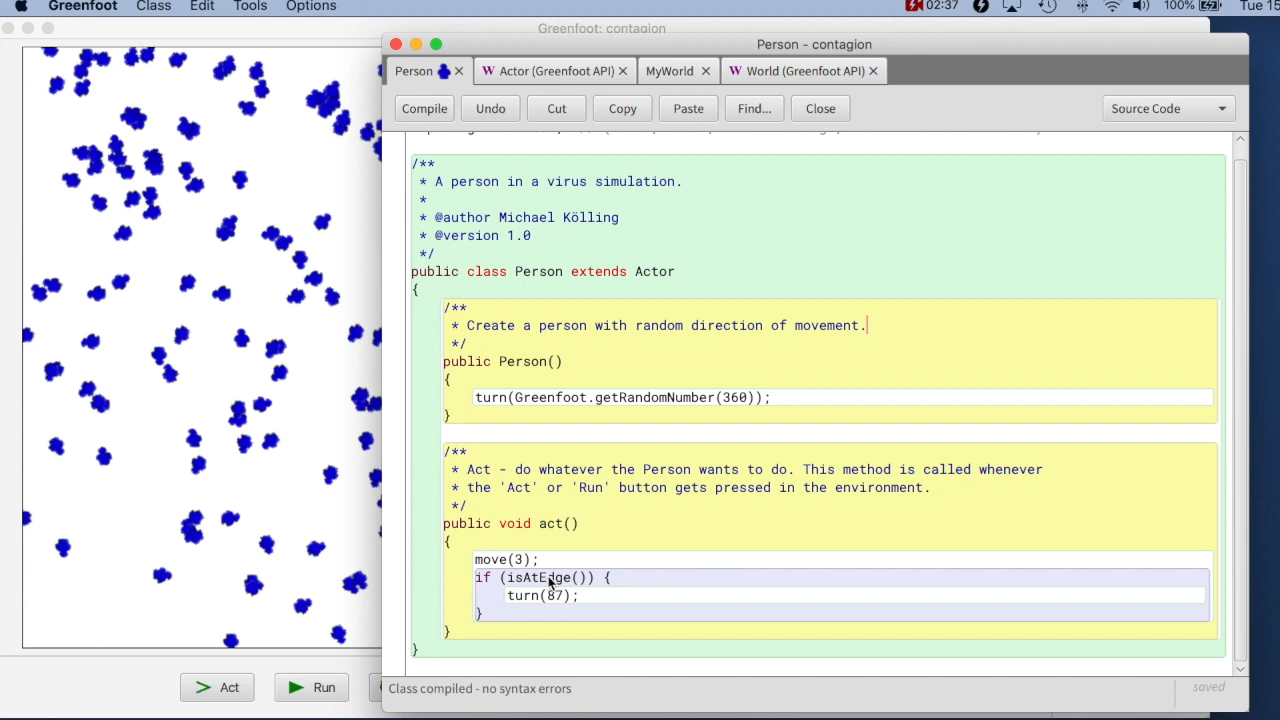 Greenfoot Class Edit Tools Options 02:37 100% Tue 15
Greenfoot: contagion
Person - contagion
Person Actor (Greenfoot API) MyWorld World (Greenfoot API)
Compile Undo Cut Copy Paste Find... Close Source Code
/**
* A person in a virus simulation.
*
* @author Michael Kölling
* @version 1.0
*/
public class Person extends Actor
{
/**
* Create a person with random direction of movement.
*/
public Person()
{
turn(Greenfoot.getRandomNumber(360));
}
/**
* Act - do whatever the Person wants to do. This method is called whenever
* the 'Act' or 'Run' button gets pressed in the environment.
*/
public void act()
{
move(3);
if (isAtEdge()) {
turn(87);
}
}
}
Act Run
Class compiled - no syntax errors
saved